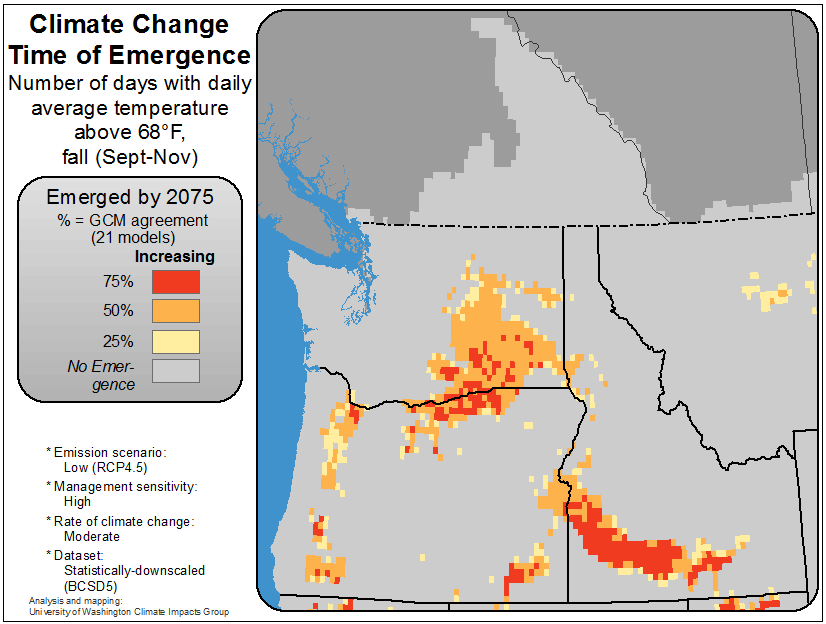 Climate Change
Time of Emergence
Number of days with daily
average temperature
above 68°F,
fall (Sept-Nov)
Emerged by 2075
% = GCM agreement
(21 models)
Increasing
75%
50%
25%
No Emer-
gence
* Emission scenario:
Low (RCP4.5)
* Management sensitivity:
High
* Rate of climate change:
Moderate
* Dataset:
Statistically-downscaled
(BCSD5)
Analysis and mapping:
University of Washington Climate Impacts Group